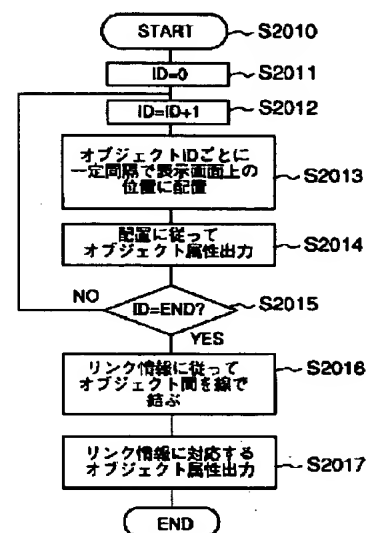 START
S2010
ID=0
S2011
ID=ID+1
S2012
オブジェクトIDごとに
一定間隔で表示画面上の
位置に配置
S2013
配置に従って
オブジェクト属性出力
S2014
NO
ID=END?
S2015
YES
リンク情報に従って
オブジェクト間を線で
結ぶ
S2016
リンク情報に対応する
オブジェクト属性出力
S2017
END